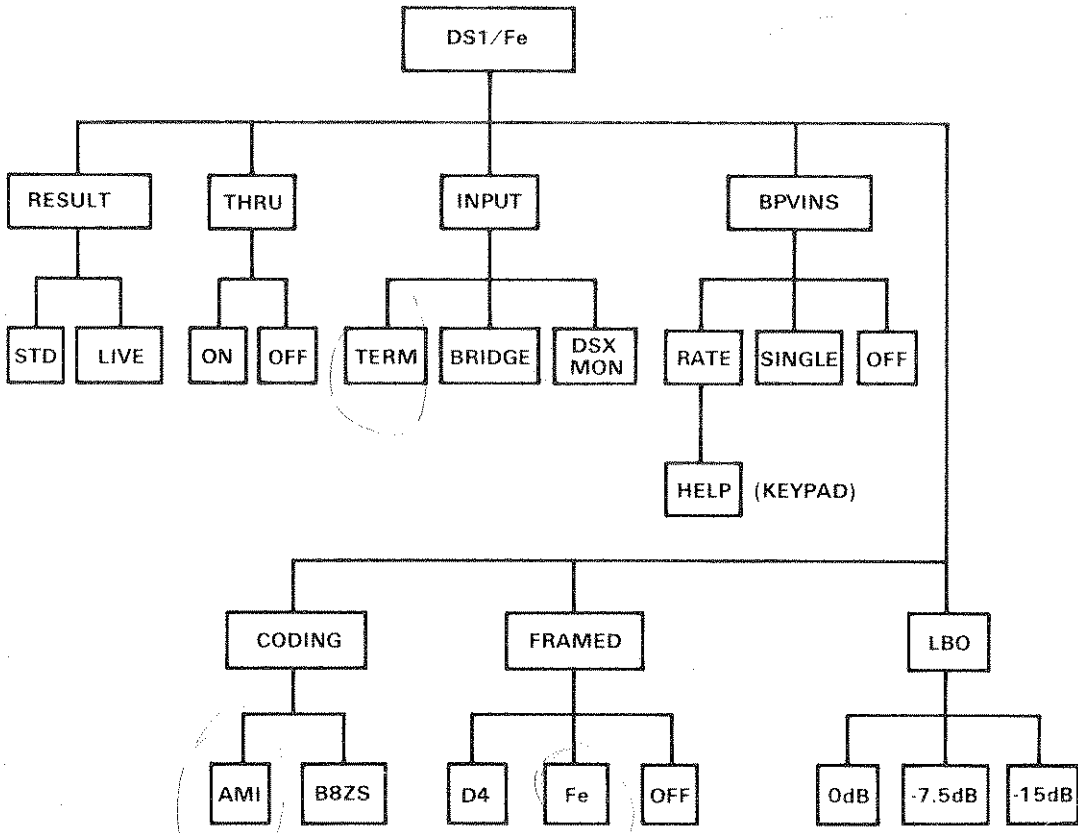 DS1/Fe
RESULT THRU INPUT BPVINS
STD LIVE ON OFF TERM BRIDGE DSX MON RATE SINGLE OFF
HELP (KEYPAD)
CODING FRAMED LBO
AMI B8ZS D4 Fe OFF 0dB -7.5dB -15dB